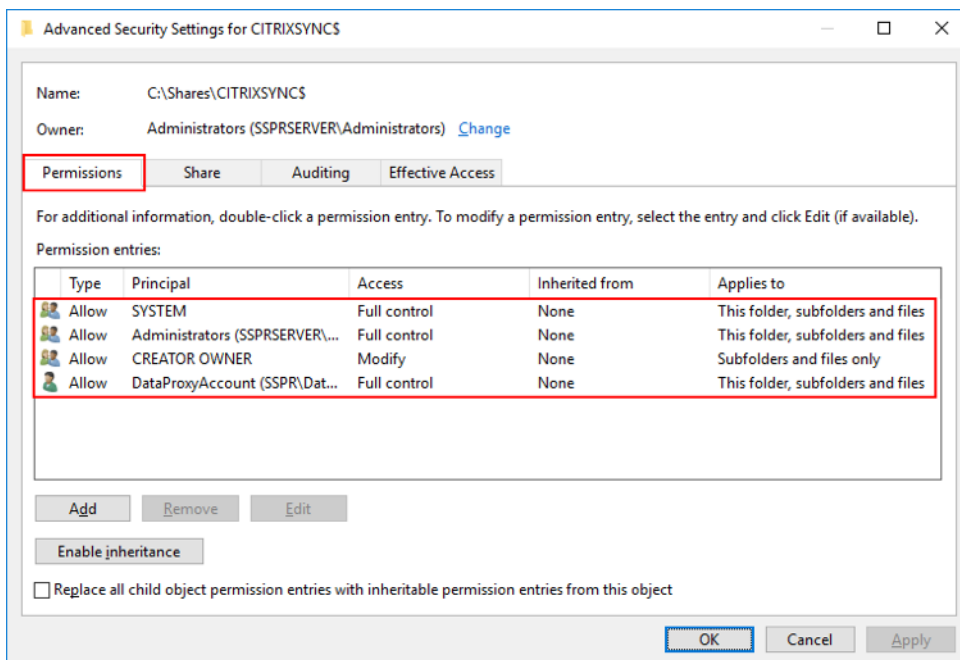 Advanced Security Settings for CITRIXSYNC$
Name: C:\Shares\CITRIXSYNC$
Owner: Administrators (SSPRSERVER\Administrators) Change
Permissions Share Auditing Effective Access
For additional information, double-click a permission entry. To modify a permission entry, select the entry and click Edit (if available).
Permission entries:
Type Principal Access Inherited from Applies to
Allow SYSTEM Full control None This folder, subfolders and files
Allow Administrators (SSPRSERVER\... Full control None This folder, subfolders and files
Allow CREATOR OWNER Modify None Subfolders and files only
Allow DataProxyAccount (SSPR\Dat... Full control None This folder, subfolders and files
Add Remove Edit
Enable inheritance
Replace all child object permission entries with inheritable permission entries from this object
OK Cancel Apply